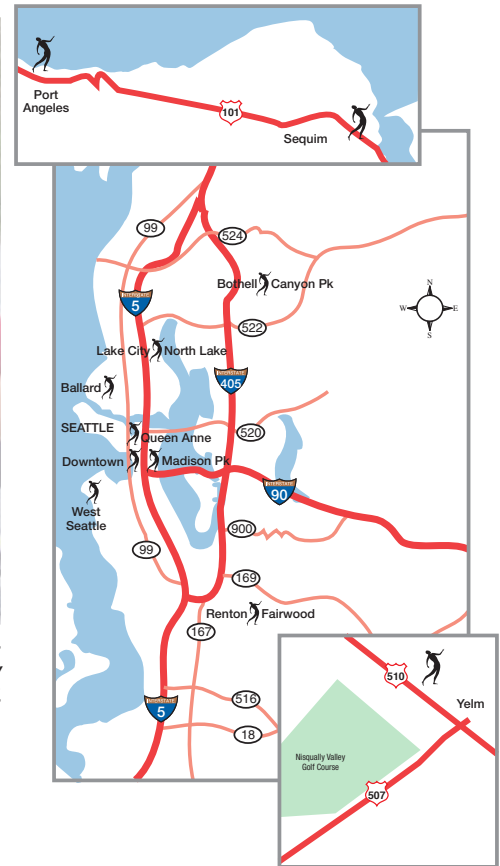 Port
Angeles
101
Sequim
99
524
Bothell Canyon Pk
INTERSTATE
5
522
N
W E
S
Lake City North Lake
INTERSTATE
405
Ballard
SEATTLE
Queen Anne
520
Downtown Madison Pk
INTERSTATE
90
West
Seattle
900
99
169
Renton Fairwood
167
516
INTERSTATE
5
18
510
Yelm
Nisqually Valley
Golf Course
507